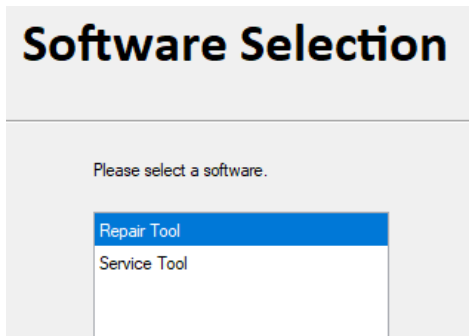 Software Selection
Please select a software.
Repair Tool
Service Tool